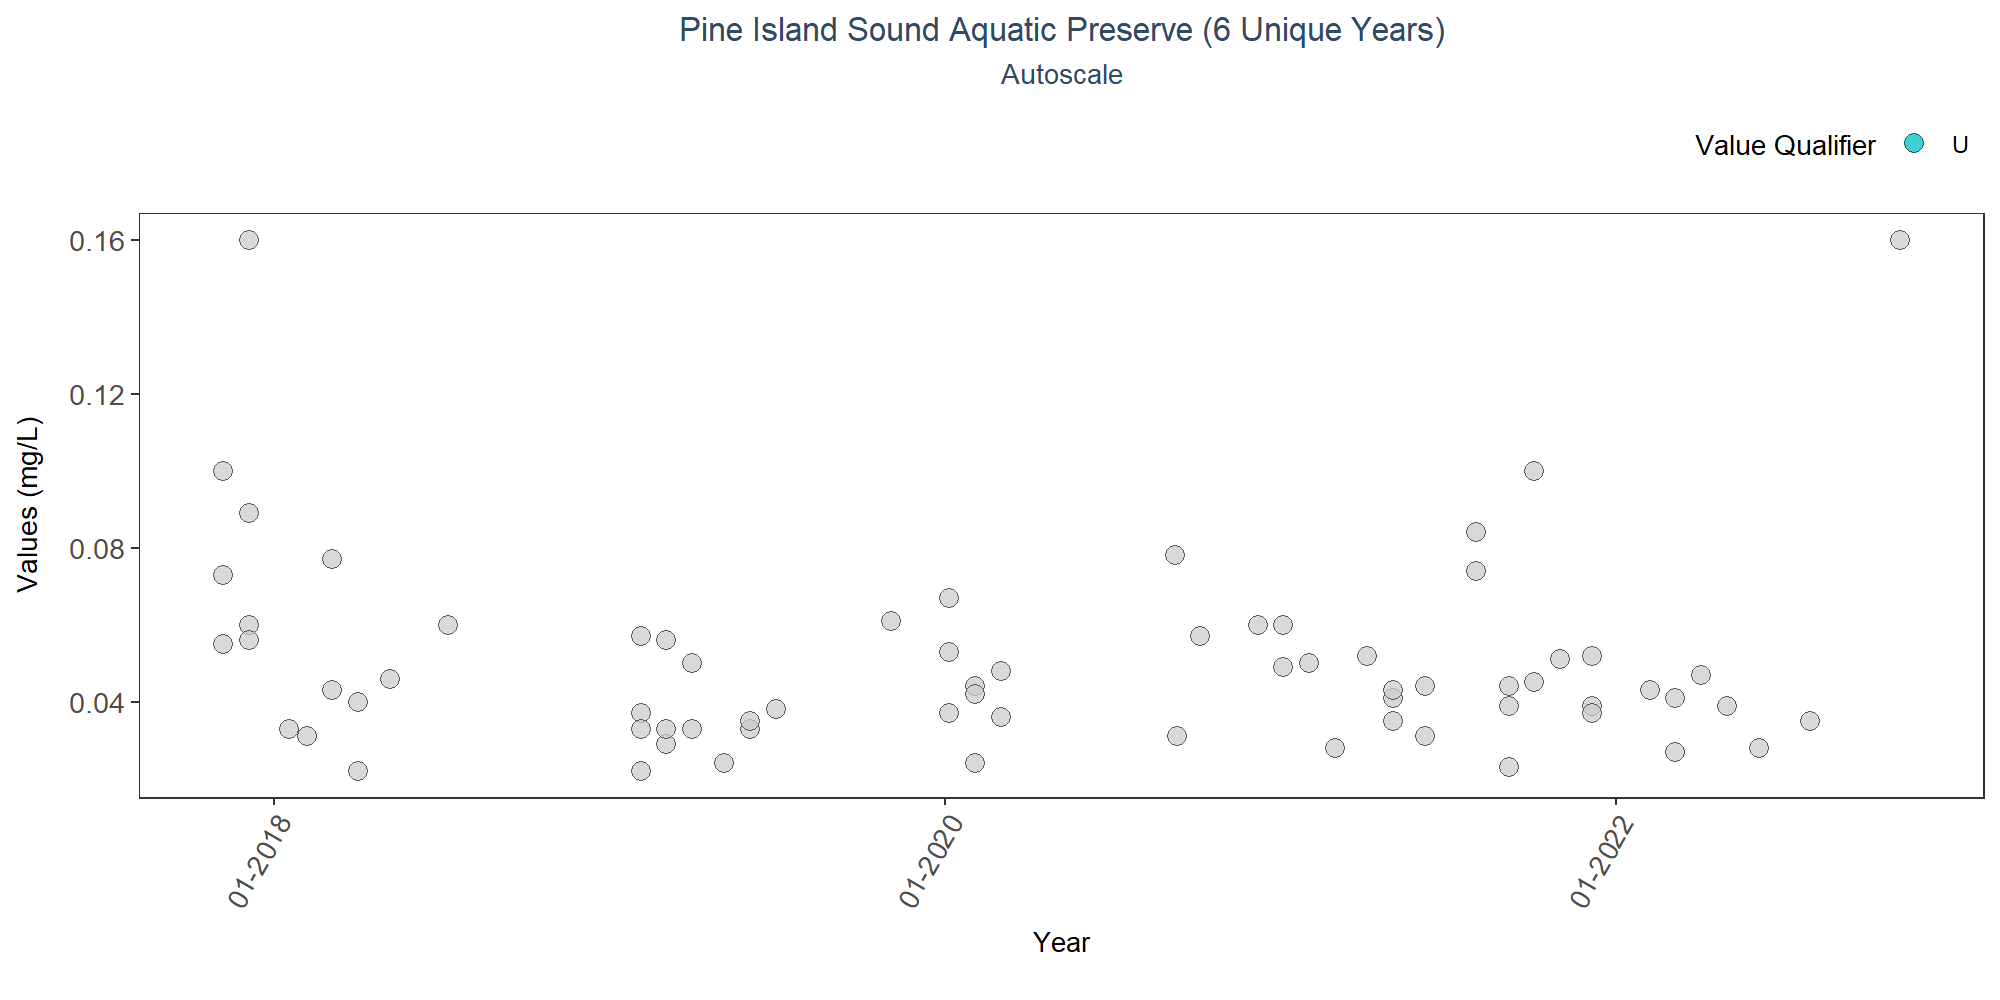 Pine Island Sound Aquatic Preserve (6 Unique Years)
Autoscale
Value Qualifier U
0.16
0.12
0.08
0.04
Values (mg/L)
01-2018
01-2020
01-2022
Year